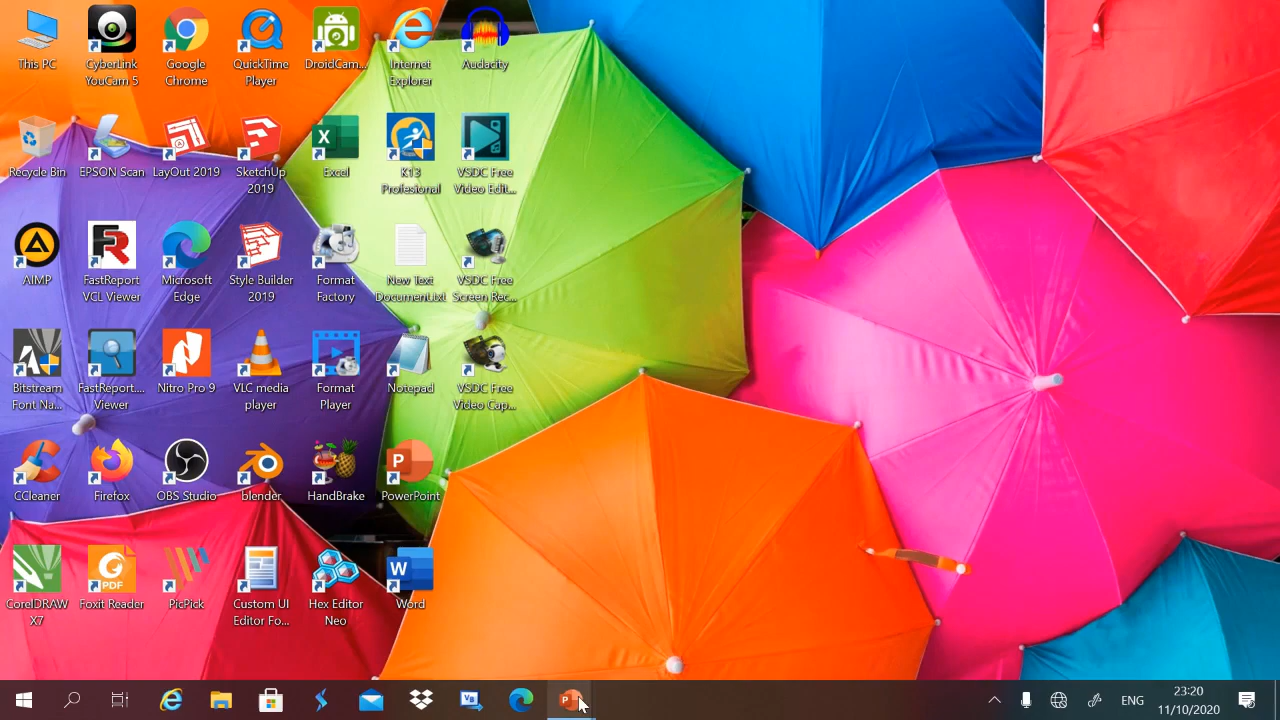 This PC
CyberLink
YouCam 5
Google
Chrome
QuickTime
Player
DroidCam...
Internet
Explorer
Audacity
Recycle Bin
EPSON Scan
LayOut 2019
SketchUp
2019
Excel
K13
Profesional
VSDC Free
Video Edit...
AIMP
FastReport
VCL Viewer
Microsoft
Edge
Style Builder
2019
Format
Factory
New Text
Document.txt
VSDC Free
Screen Rec...
Bitstream
Font Na...
FastReport....
Viewer
Nitro Pro 9
VLC media
player
Format
Player
Notepad
VSDC Free
Video Cap...
CCleaner
Firefox
OBS Studio
blender
HandBrake
PowerPoint
CorelDRAW
X7
PDF
Foxit Reader
PicPick
Custom UI
Editor Fo...
Hex Editor
Neo
Word
ENG
23:20
11/10/2020